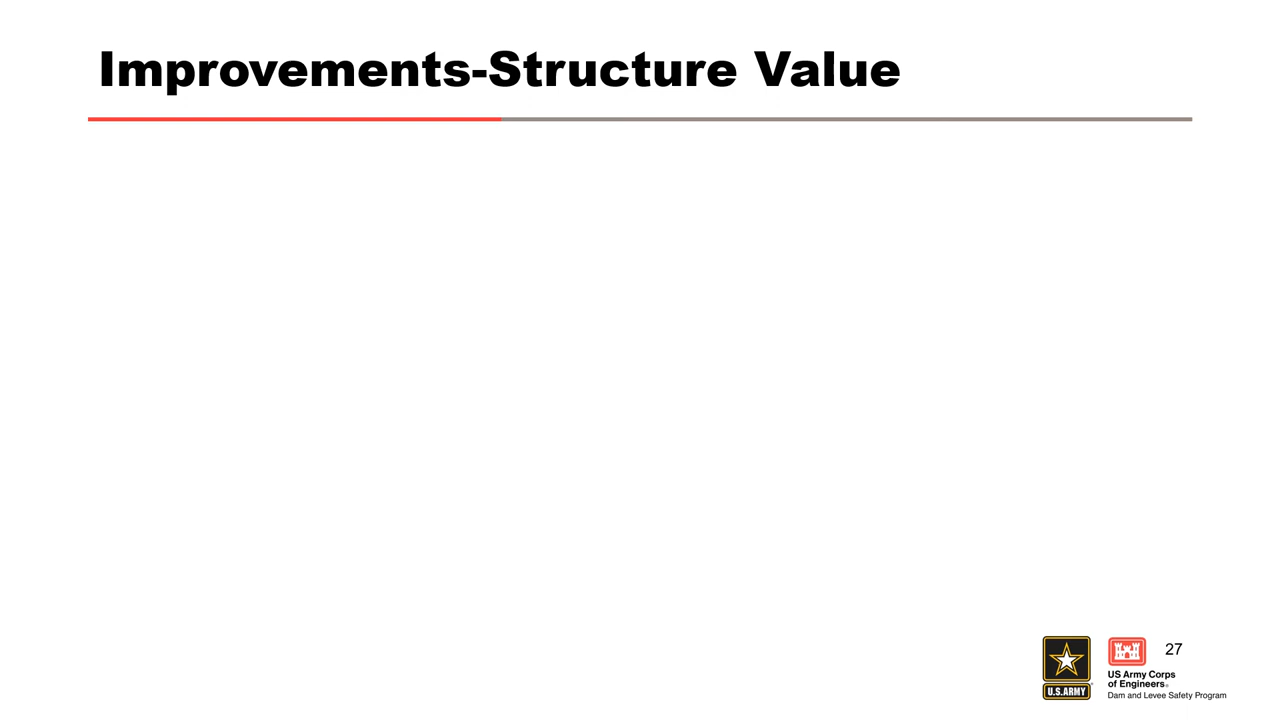 Improvements-Structure Value
27
U.S.ARMY
US Army Corps
of Engineers®
Dam and Levee Safety Program